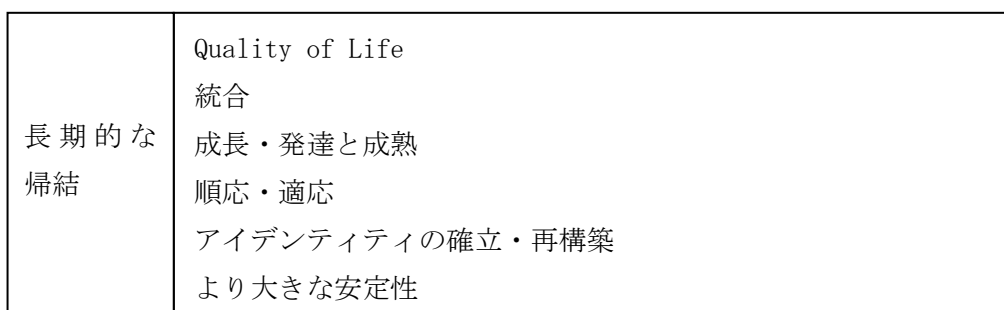 長期的な
帰結
Quality of Life
統合
成長・発達と成熟
順応・適応
アイデンティティの確立・再構築
より大きな安定性